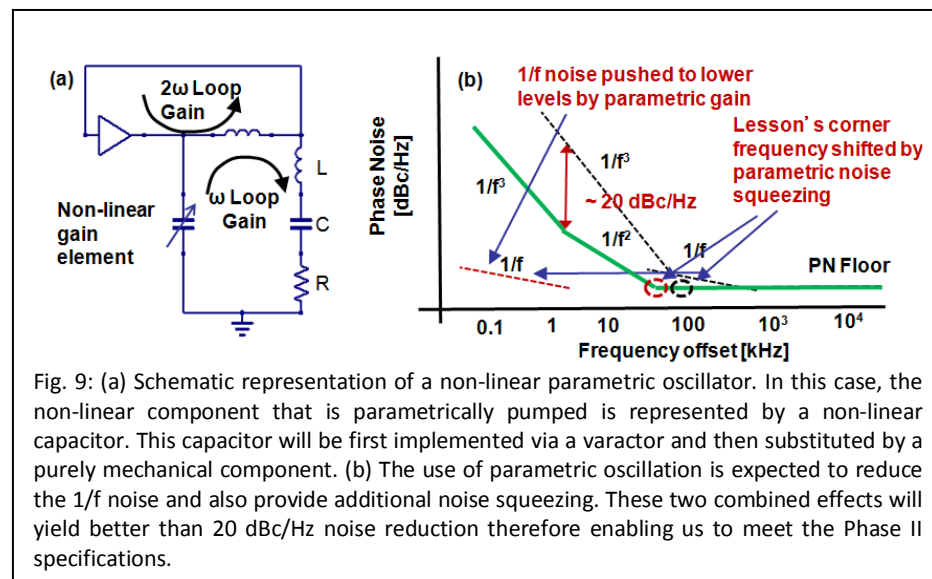 (a)
2ω Loop
Gain
L
ω Loop
Gain
Non-linear
gain
element
C
R
(b)
1/f noise pushed to lower
levels by parametric gain
Lesson's corner
frequency shifted by
parametric noise
squeezing
Phase Noise
[dBc/Hz]
1/f³
1/f³
~ 20 dBc/Hz
1/f²
1/f
1/f
PN Floor
0.1 1 10 100 10³ 10⁴
Frequency offset [kHz]
Fig. 9: (a) Schematic representation of a non-linear parametric oscillator. In this case, the
non-linear component that is parametrically pumped is represented by a non-linear
capacitor. This capacitor will be first implemented via a varactor and then substituted by a
purely mechanical component. (b) The use of parametric oscillation is expected to reduce
the 1/f noise and also provide additional noise squeezing. These two combined effects will
yield better than 20 dBc/Hz noise reduction therefore enabling us to meet the Phase II
specifications.